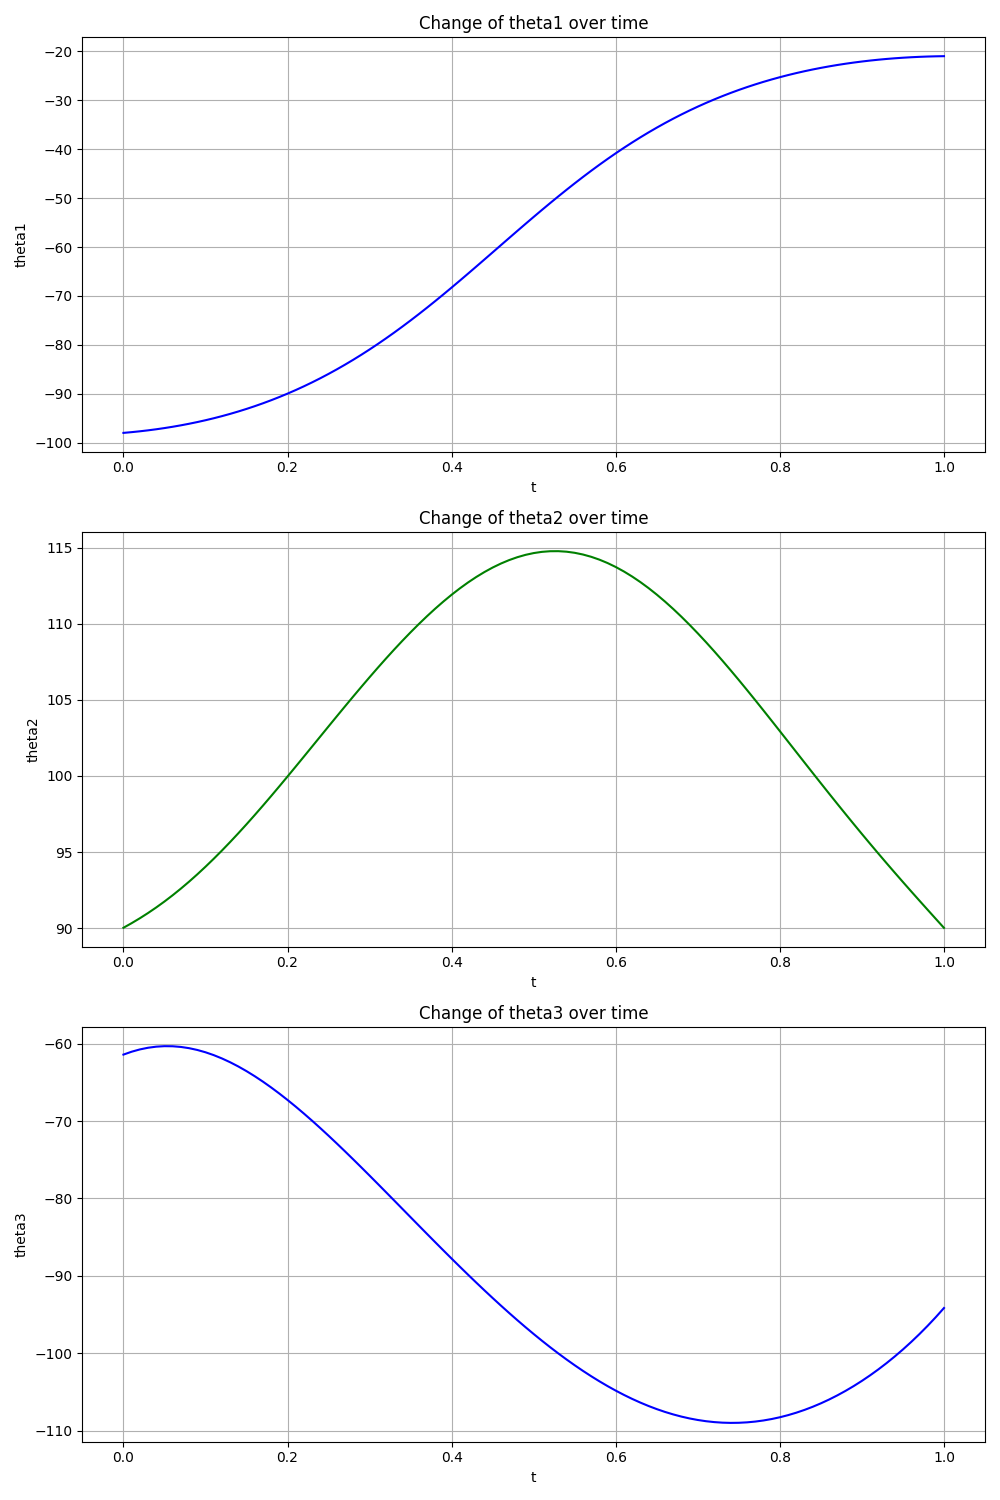 Change of theta1 over time
−20
−30
−40
−50
−60
−70
−80
−90
−100
theta1
0.0 0.2 0.4 0.6 0.8 1.0
t
Change of theta2 over time
115
110
105
100
95
90
theta2
0.0 0.2 0.4 0.6 0.8 1.0
t
Change of theta3 over time
−60
−70
−80
−90
−100
−110
theta3
0.0 0.2 0.4 0.6 0.8 1.0
t